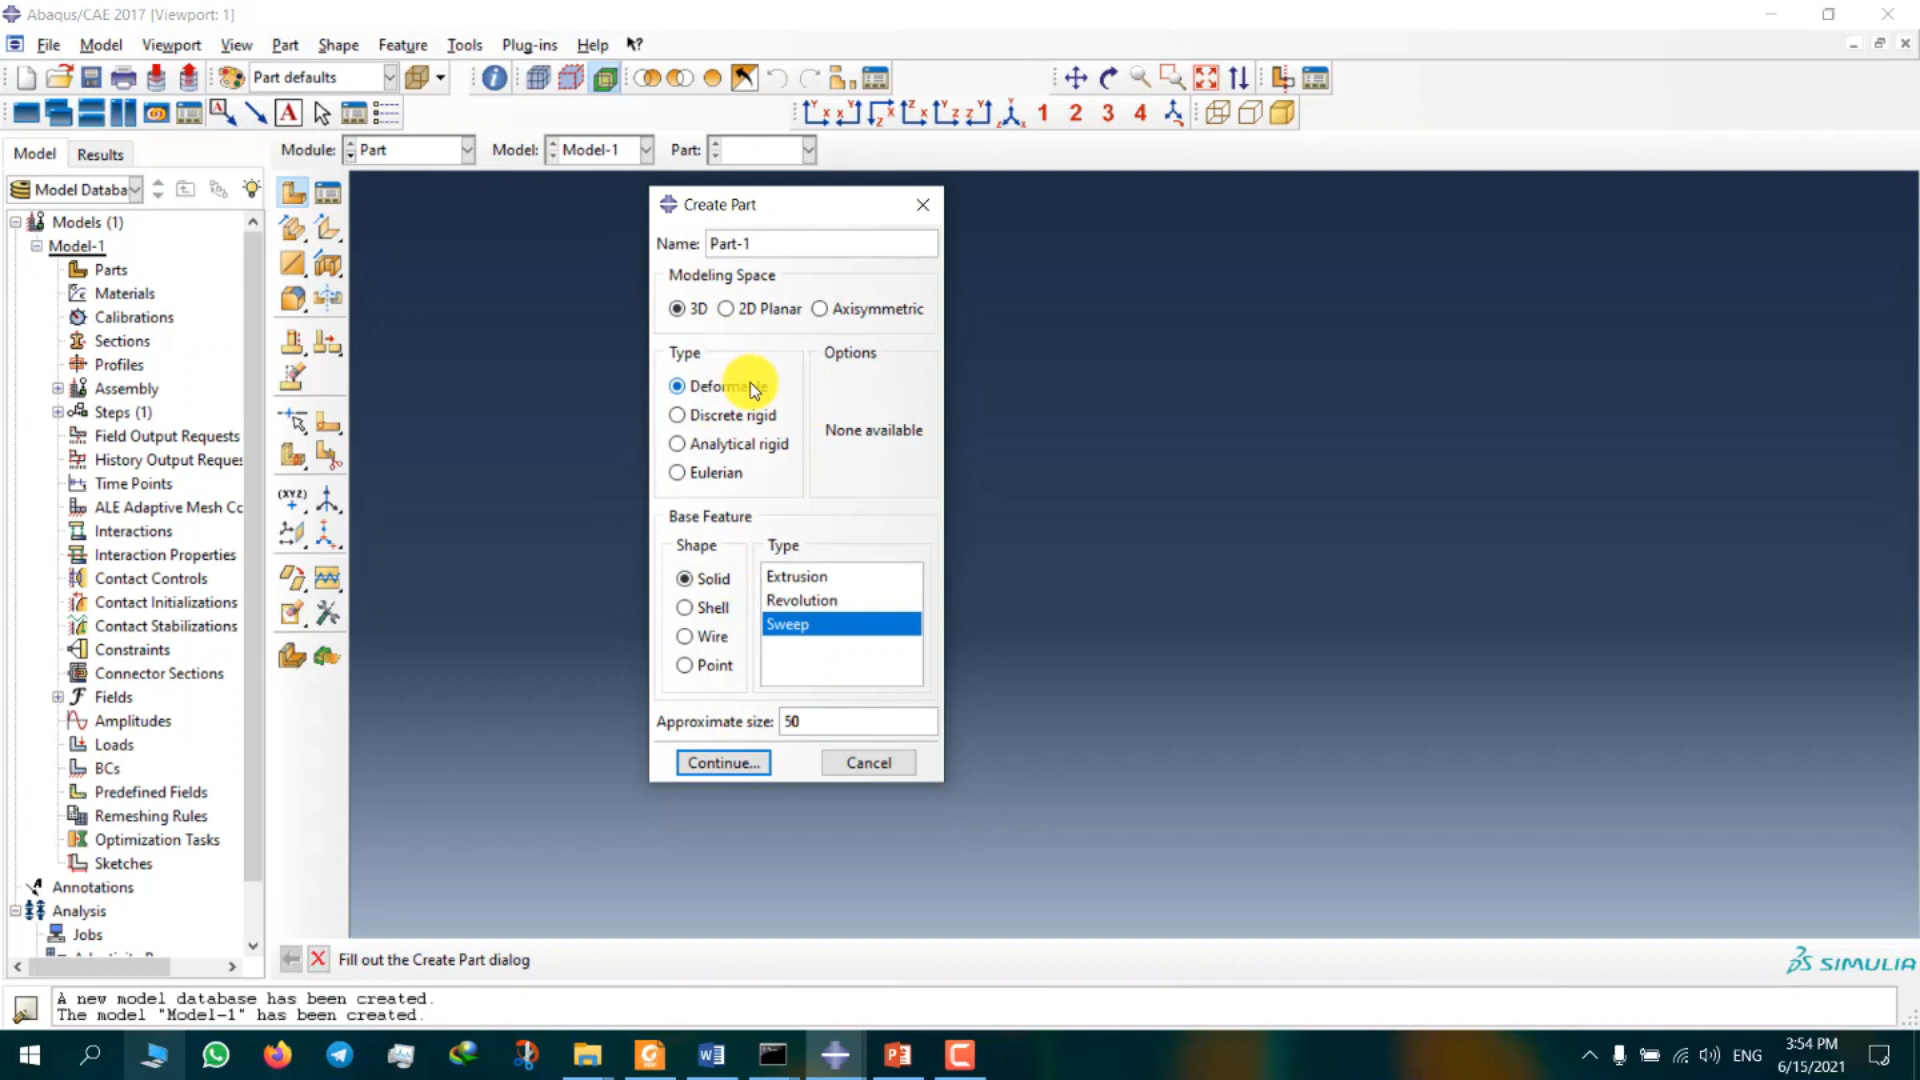 Abaqus/CAE 2017 [Viewport: 1]
File Model Viewport View Part Shape Feature Tools Plug-ins Help
Part defaults
1 2 3 4
Model Results
Module: Part Model: Model-1 Part:
Model Databa
Models (1)
Model-1
Parts
Materials
Calibrations
Sections
Profiles
Assembly
Steps (1)
Field Output Requests
History Output Reque
Time Points
ALE Adaptive Mesh Co
Interactions
Interaction Properties
Contact Controls
Contact Initializations
Contact Stabilizations
Constraints
Connector Sections
Fields
Amplitudes
Loads
BCs
Predefined Fields
Remeshing Rules
Optimization Tasks
Sketches
Annotations
Analysis
Jobs
(XYZ)
Create Part
Name: Part-1
Modeling Space
3D 2D Planar Axisymmetric
Type Options
Deformable
Discrete rigid
Analytical rigid
Eulerian
None available
Base Feature
Shape Type
Solid
Shell
Wire
Point
Extrusion
Revolution
Sweep
Approximate size: 50
Continue... Cancel
Fill out the Create Part dialog
SIMULIA
A new model database has been created.
The model "Model-1" has been created.
ENG
3:54 PM
6/15/2021